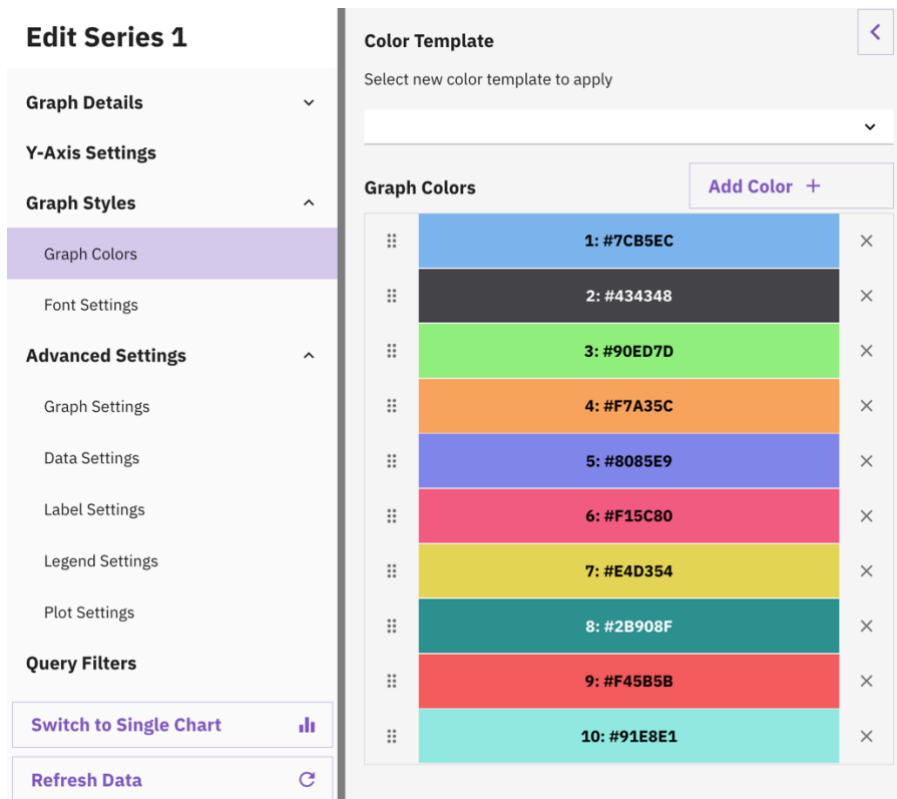 Edit Series 1
Graph Details
Y-Axis Settings
Graph Styles
Graph Colors
Font Settings
Advanced Settings
Graph Settings
Data Settings
Label Settings
Legend Settings
Plot Settings
Query Filters
Switch to Single Chart
Refresh Data
Color Template
Select new color template to apply
Graph Colors
Add Color +
1: #7CB5EC
2: #434348
3: #90ED7D
4: #F7A35C
5: #8085E9
6: #F15C80
7: #E4D354
8: #2B908F
9: #F45B5B
10: #91E8E1